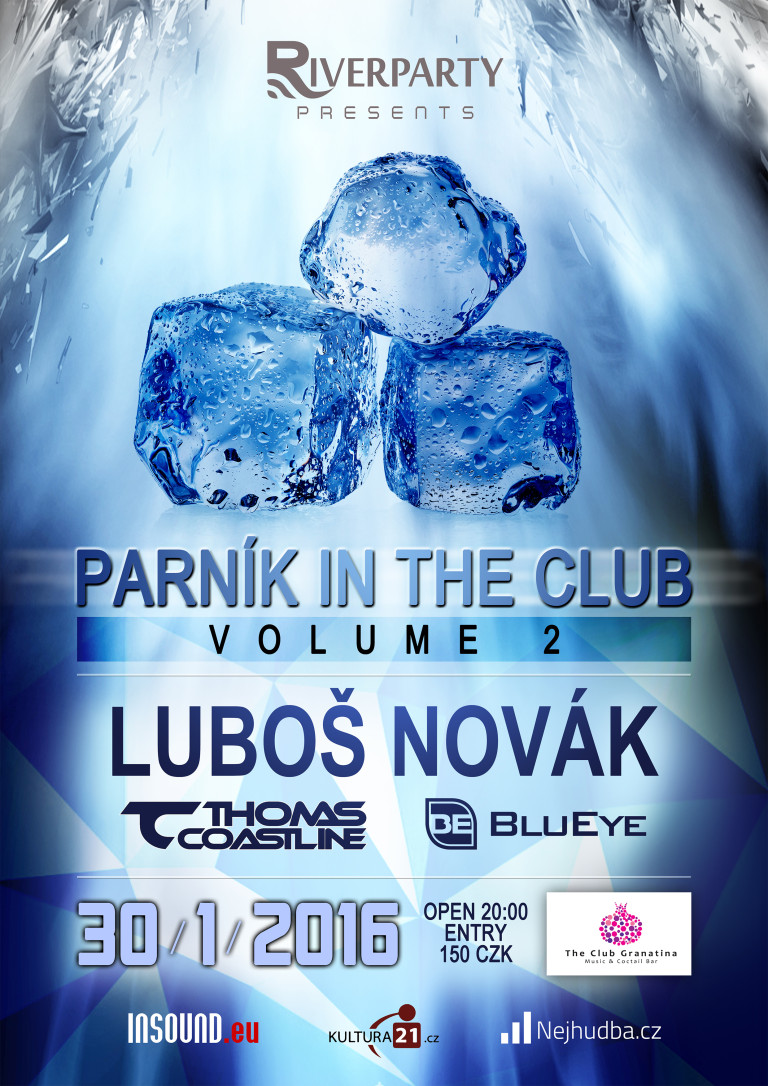 RIVERPARTY
PRESENTS
PARNÍK IN THE CLUB
VOLUME 2
LUBOŠ NOVÁK
THOMAS COASTLINE
BE BLUEYE
30/1/2016
OPEN 20:00
ENTRY
150 CZK
The Club Granatina
Music & Coctail Bar
INSOUND.eu
KULTURA21.cz
Nejhudba.cz